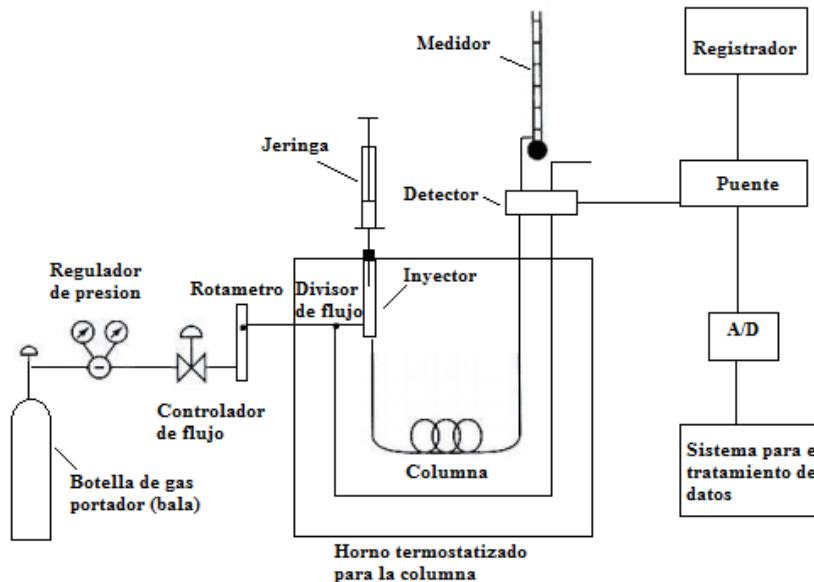 Medidor
Registrador
Jeringa
Detector
Puente
Regulador
de presion
Rotametro
Divisor
de flujo
Inyector
A/D
Controlador
de flujo
Columna
Botella de gas
portador (bala)
Sistema para e
tratamiento de
datos
Horno termostatizado
para la columna